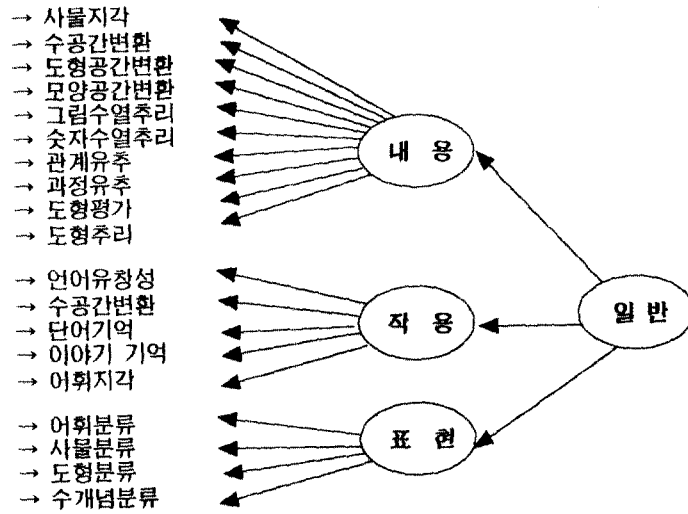 → 사물지각
→ 수공간변환
→ 도형공간변환
→ 모양공간변환
→ 그림수열추리
→ 숫자수열추리
→ 관계유추
→ 과정유추
→ 도형평가
→ 도형추리
내 용
→ 언어유창성
→ 수공간변환
→ 단어기억
→ 이야기 기억
→ 어휘지각
작 용
일 반
→ 어휘분류
→ 사물분류
→ 도형분류
→ 수개념분류
표 현